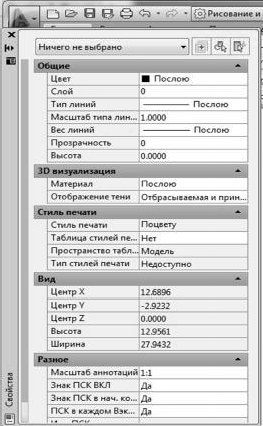 Рисование и
Ничего не выбрано
Общие
Цвет Послою
Слой 0
Тип линий Послою
Масштаб типа лин... 1.0000
Вес линий Послою
Прозрачность 0
Высота 0.0000
3D визуализация
Материал Послою
Отображение тени Отбрасываемая и прин...
Стиль печати
Стиль печати Поцвету
Таблица стилей пе... Нет
Пространство табл... Модель
Тип стилей печати Недоступно
Вид
Центр X 12.6896
Центр Y -2.9232
Центр Z 0.0000
Высота 12.9561
Ширина 27.9432
Разное
Масштаб аннотаций 1:1
Знак ПСК ВКЛ Да
Знак ПСК в нач. ко... Да
ПСК в каждом Вэк... Да
Свойства